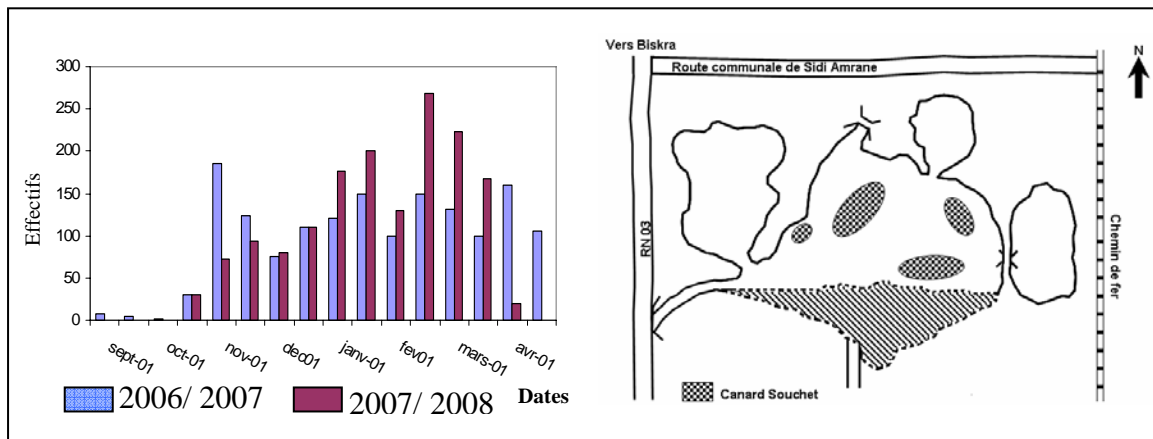 300
250
200
150
100
50
0
Effectifs
sept-01
oct-01
nov-01
dec01
janv-01
fev01
mars-01
avr-01
2006/ 2007
2007/ 2008
Dates
Vers Biskra
N
Route communale de Sidi Amrane
RN 03
Chemin de fer
Canard Souchet